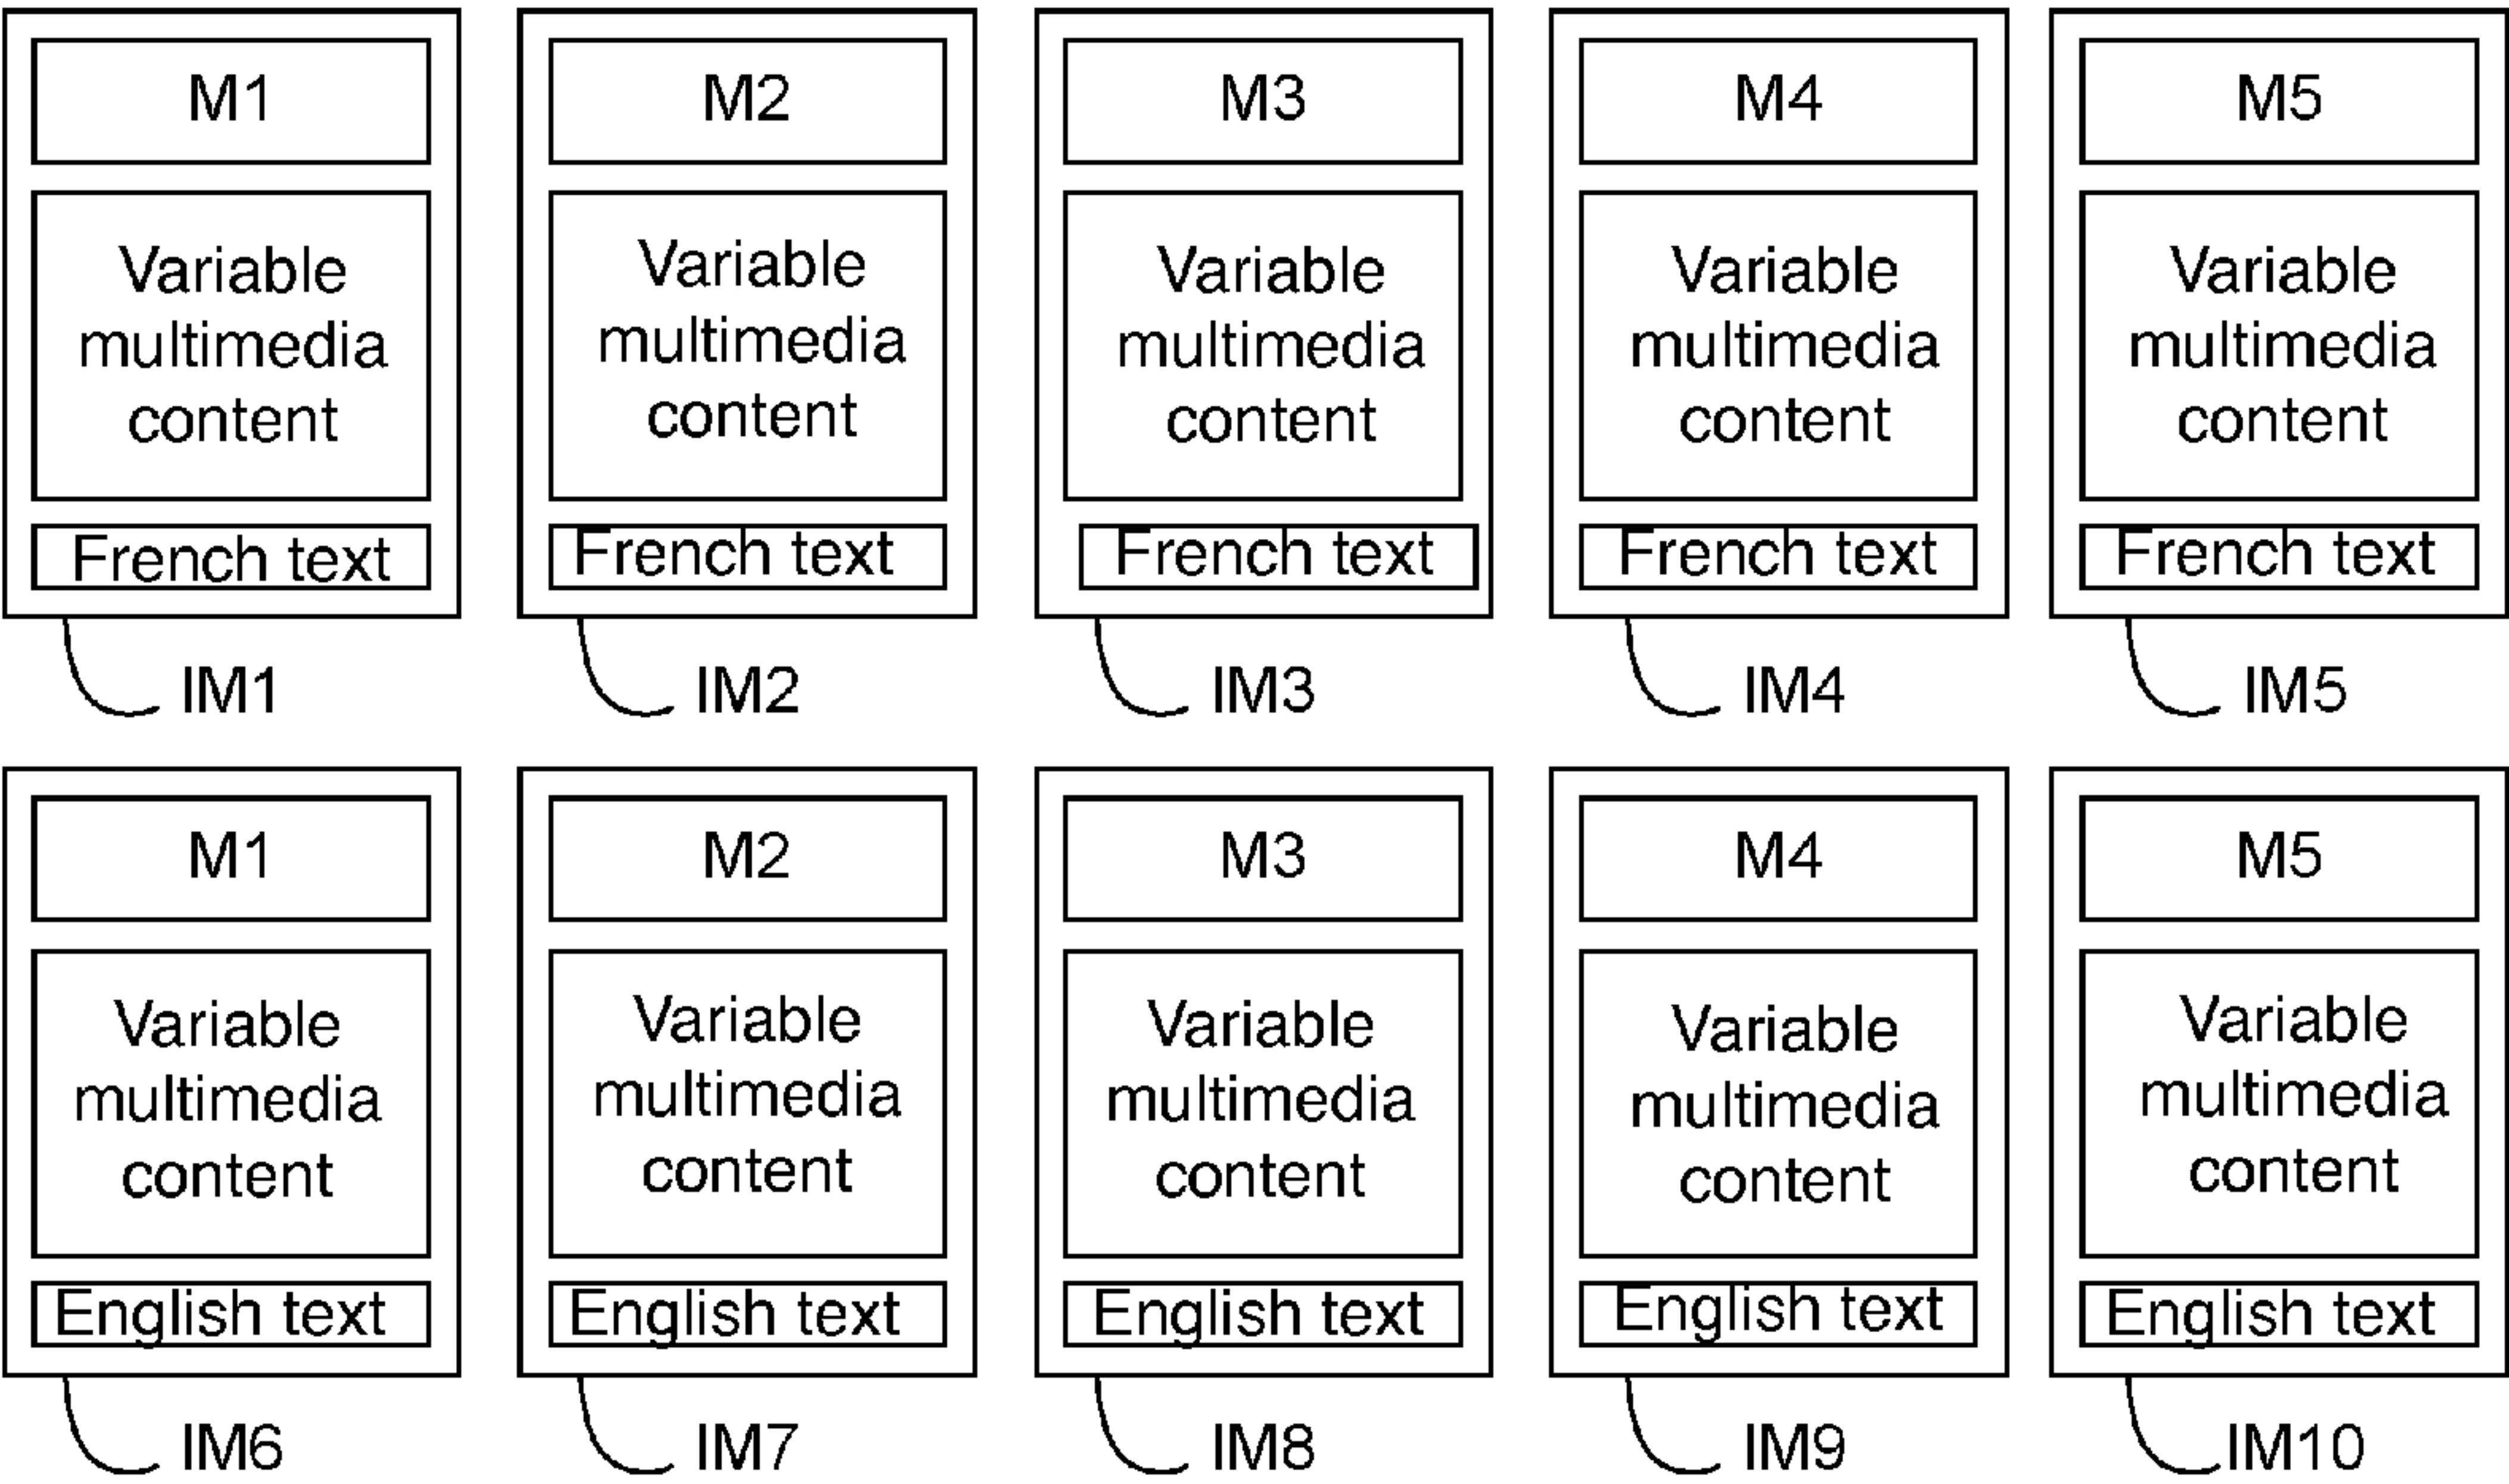 M1
Variable
multimedia
content
French text
IM1
M2
Variable
multimedia
content
French text
IM2
M3
Variable
multimedia
content
French text
IM3
M4
Variable
multimedia
content
French text
IM4
M5
Variable
multimedia
content
French text
IM5
M1
Variable
multimedia
content
English text
IM6
M2
Variable
multimedia
content
English text
IM7
M3
Variable
multimedia
content
English text
IM8
M4
Variable
multimedia
content
English text
IM9
M5
Variable
multimedia
content
English text
IM10